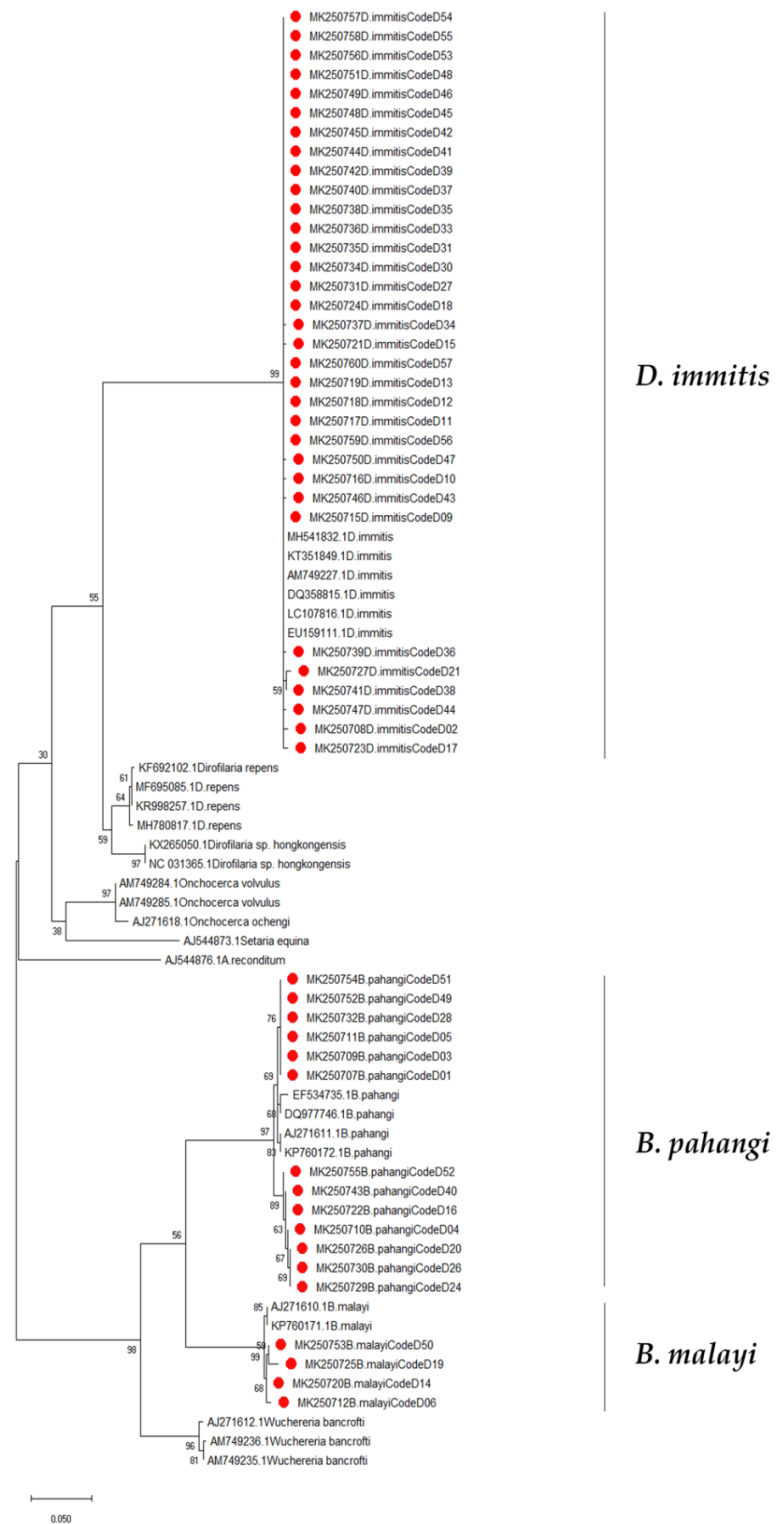 MK250757D.immitisCodeD54
MK250758D.immitisCodeD55
MK250756D.immitisCodeD53
MK250751D.immitisCodeD48
MK250749D.immitisCodeD46
MK250748D.immitisCodeD45
MK250745D.immitisCodeD42
MK250744D.immitisCodeD41
MK250742D.immitisCodeD39
MK250740D.immitisCodeD37
MK250738D.immitisCodeD35
MK250736D.immitisCodeD33
MK250735D.immitisCodeD31
MK250734D.immitisCodeD30
MK250731D.immitisCodeD27
MK250724D.immitisCodeD18
MK250737D.immitisCodeD34
MK250721D.immitisCodeD15
MK250760D.immitisCodeD57
99
MK250719D.immitisCodeD13
D. immitis
MK250718D.immitisCodeD12
MK250717D.immitisCodeD11
MK250759D.immitisCodeD56
MK250750D.immitisCodeD47
MK250716D.immitisCodeD10
MK250746D.immitisCodeD43
MK250715D.immitisCodeD09
MH541832.1D.immitis
KT351849.1D.immitis
AM749227.1D.immitis
DQ358815.1D.immitis
55
LC107816.1D.immitis
EU159111.1D.immitis
MK250739D.immitisCodeD36
MK250727D.immitisCodeD21
59
MK250741D.immitisCodeD38
MK250747D.immitisCodeD44
MK250708D.immitisCodeD02
MK250723D.immitisCodeD17
30
KF692102.1Dirofilaria repens
61
MF695085.1D.repens
64
KR998257.1D.repens
MH780817.1D.repens
59
KX265050.1Dirofilaria sp. hongkongensis
97
NC 031365.1Dirofilaria sp. hongkongensis
AM749284.1Onchocerca volvulus
97
AM749285.1Onchocerca volvulus
AJ271618.1Onchocerca ochengi
38
AJ544873.1Setaria equina
AJ544876.1A.reconditum
MK250754B.pahangiCodeD51
MK250752B.pahangiCodeD49
76
MK250732B.pahangiCodeD28
MK250711B.pahangiCodeD05
MK250709B.pahangiCodeD03
69
MK250707B.pahangiCodeD01
EF534735.1B.pahangi
68
DQ977746.1B.pahangi
97
AJ271611.1B.pahangi
B. pahangi
83
KP760172.1B.pahangi
MK250755B.pahangiCodeD52
MK250743B.pahangiCodeD40
89
MK250722B.pahangiCodeD16
63
MK250710B.pahangiCodeD04
56
MK250726B.pahangiCodeD20
67
MK250730B.pahangiCodeD26
69
MK250729B.pahangiCodeD24
85
AJ271610.1B.malayi
KP760171.1B.malayi
59
MK250753B.malayiCodeD50
98
99
MK250725B.malayiCodeD19
B. malayi
68
MK250720B.malayiCodeD14
MK250712B.malayiCodeD06
AJ271612.1Wuchereria bancrofti
96
AM749236.1Wuchereria bancrofti
81
AM749235.1Wuchereria bancrofti
0.050